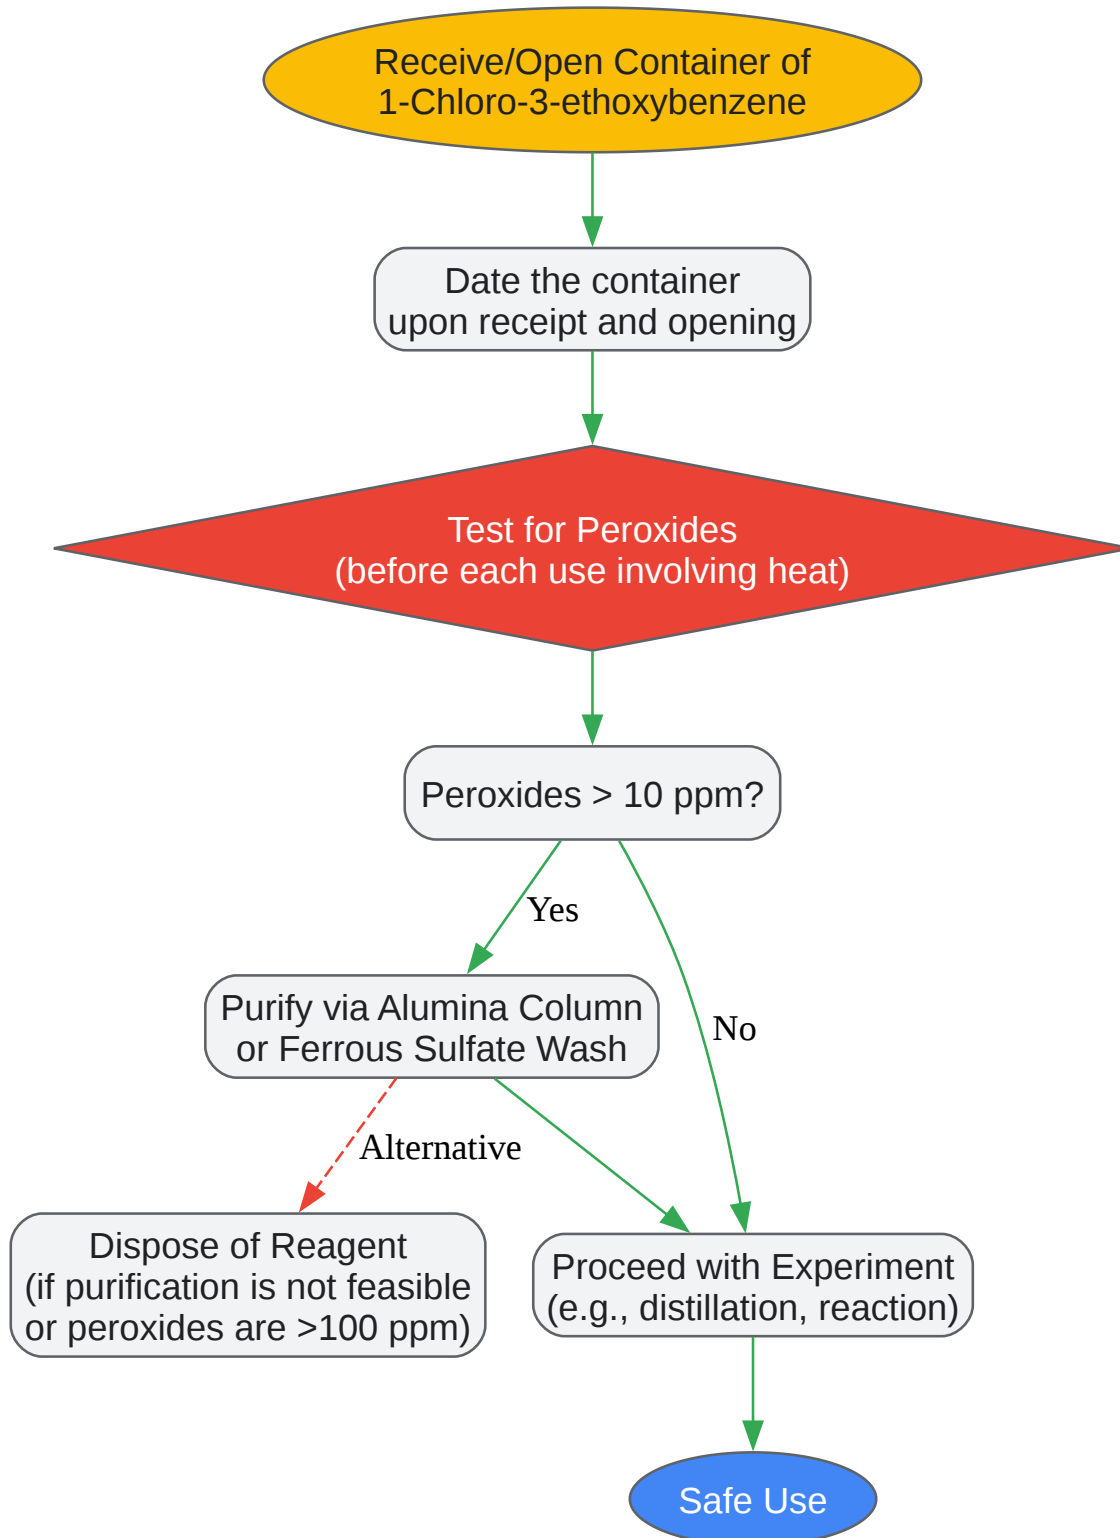 Receive/Open Container of
1-Chloro-3-ethoxybenzene
Date the container
upon receipt and opening
Test for Peroxides
(before each use involving heat)
Peroxides > 10 ppm?
Yes
No
Purify via Alumina Column
or Ferrous Sulfate Wash
Alternative
Dispose of Reagent
(if purification is not feasible
or peroxides are >100 ppm)
Proceed with Experiment
(e.g., distillation, reaction)
Safe Use